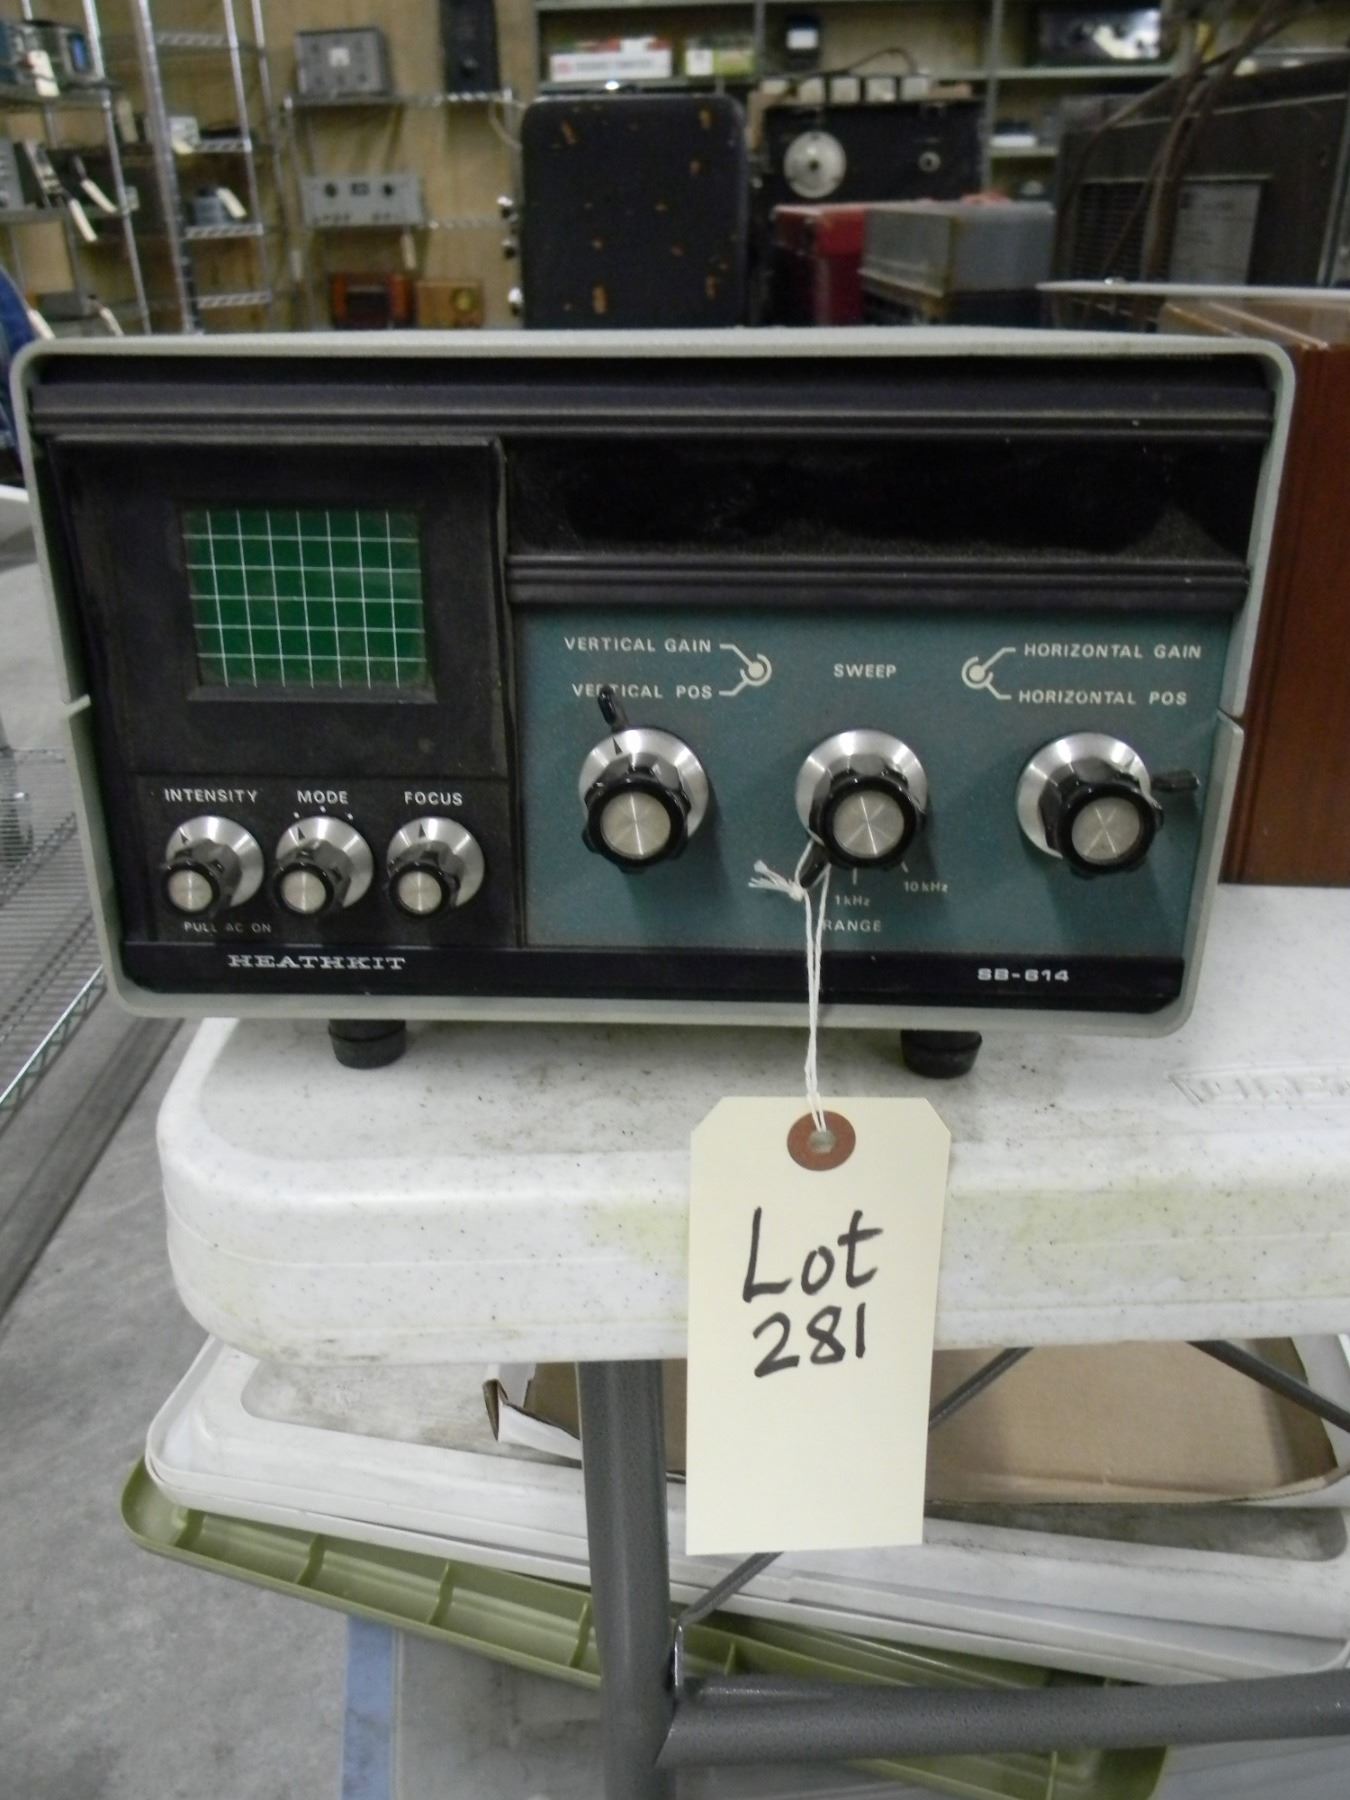 VERTICAL GAIN
VERTICAL POS
SWEEP
HORIZONTAL GAIN
HORIZONTAL POS
INTENSITY MODE FOCUS
PULL AC ON
1 kHz
10 kHz
RANGE
HEATHKIT
SB-614
Lot
281